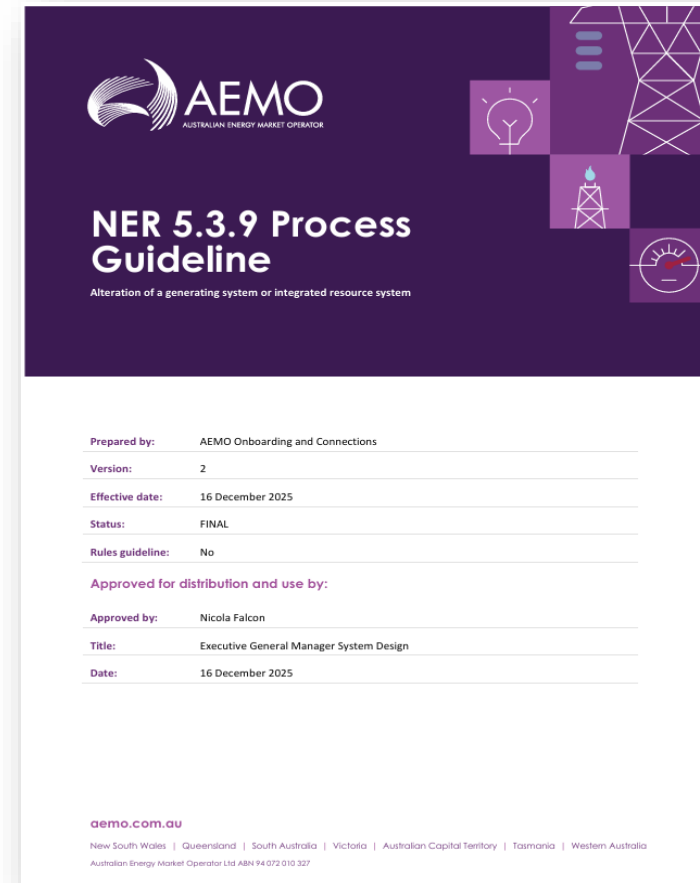 AEMO
AUSTRALIAN ENERGY MARKET OPERATOR
NER 5.3.9 Process
Guideline
Alteration of a generating system or integrated resource system
Prepared by: AEMO Onboarding and Connections
Version: 2
Effective date: 16 December 2025
Status: FINAL
Rules guideline: No
Approved for distribution and use by:
Approved by: Nicola Falcon
Title: Executive General Manager System Design
Date: 16 December 2025
aemo.com.au
New South Wales | Queensland | South Australia | Victoria | Australian Capital Territory | Tasmania | Western Australia
Australian Energy Market Operator Ltd ABN 94 072 010 327